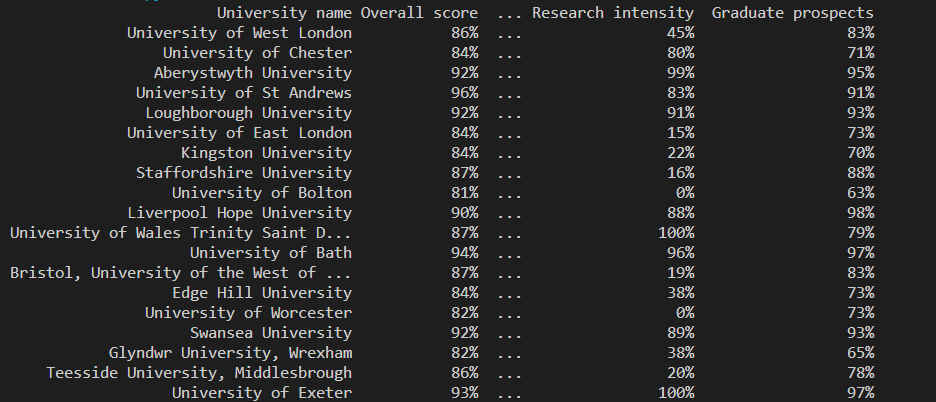 University name Overall score ... Research intensity Graduate prospects
University of West London 86% ... 45% 83%
University of Chester 84% ... 80% 71%
Aberystwyth University 92% ... 99% 95%
University of St Andrews 96% ... 83% 91%
Loughborough University 92% ... 91% 93%
University of East London 84% ... 15% 73%
Kingston University 84% ... 22% 70%
Staffordshire University 87% ... 16% 88%
University of Bolton 81% ... 0% 63%
Liverpool Hope University 90% ... 88% 98%
University of Wales Trinity Saint D... 87% ... 100% 79%
University of Bath 94% ... 96% 97%
Bristol, University of the West of ... 87% ... 19% 83%
Edge Hill University 84% ... 38% 73%
University of Worcester 82% ... 0% 73%
Swansea University 92% ... 89% 93%
Glyndwr University, Wrexham 82% ... 38% 65%
Teesside University, Middlesbrough 86% ... 20% 78%
University of Exeter 93% ... 100% 97%